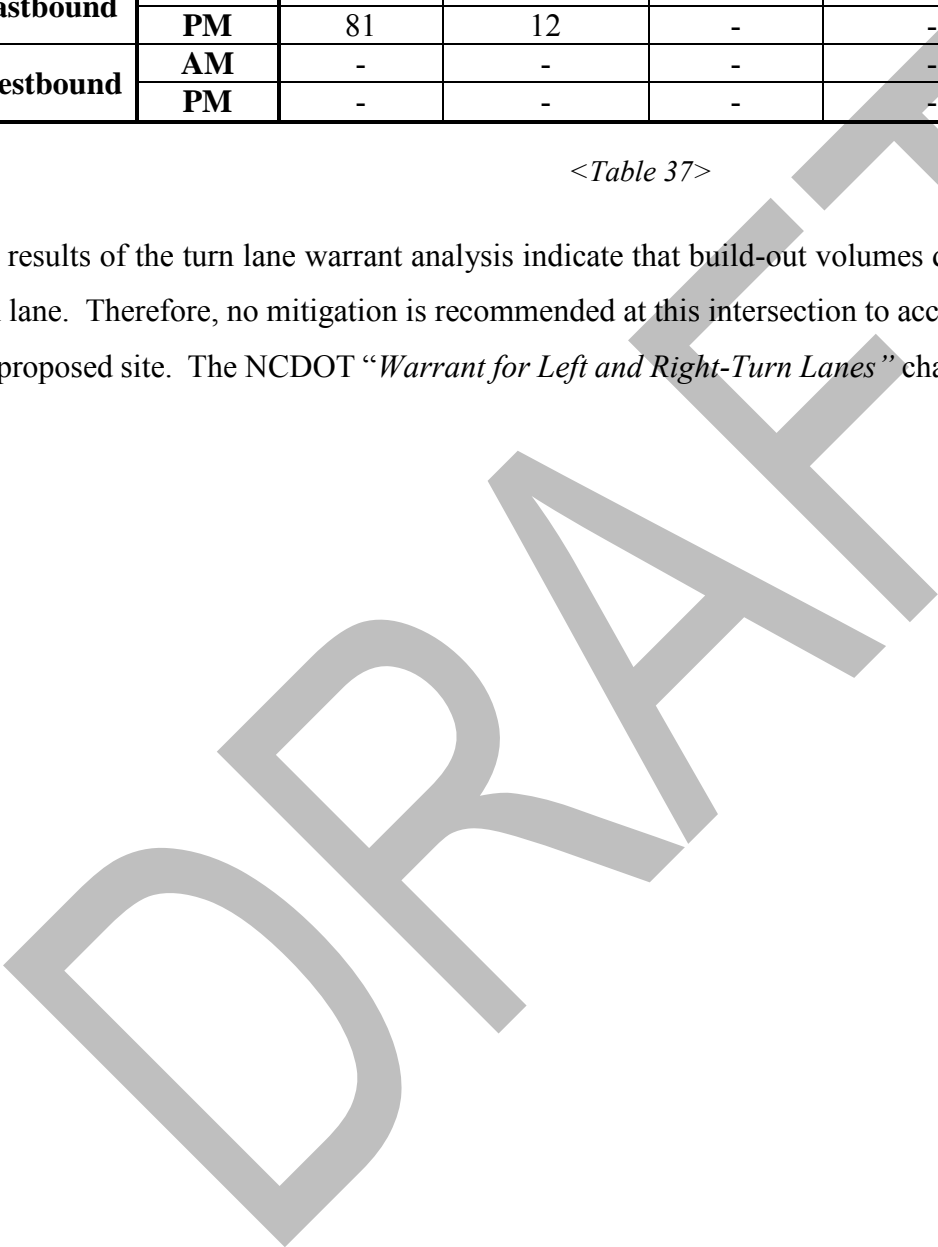 astbound
PM 81 12 - -
estbound AM - - - -
PM - - - -
<Table 37>
results of the turn lane warrant analysis indicate that build-out volumes
lane.  Therefore, no mitigation is recommended at this intersection to acc
proposed site.  The NCDOT “Warrant for Left and Right-Turn Lanes” cha
DRAFT